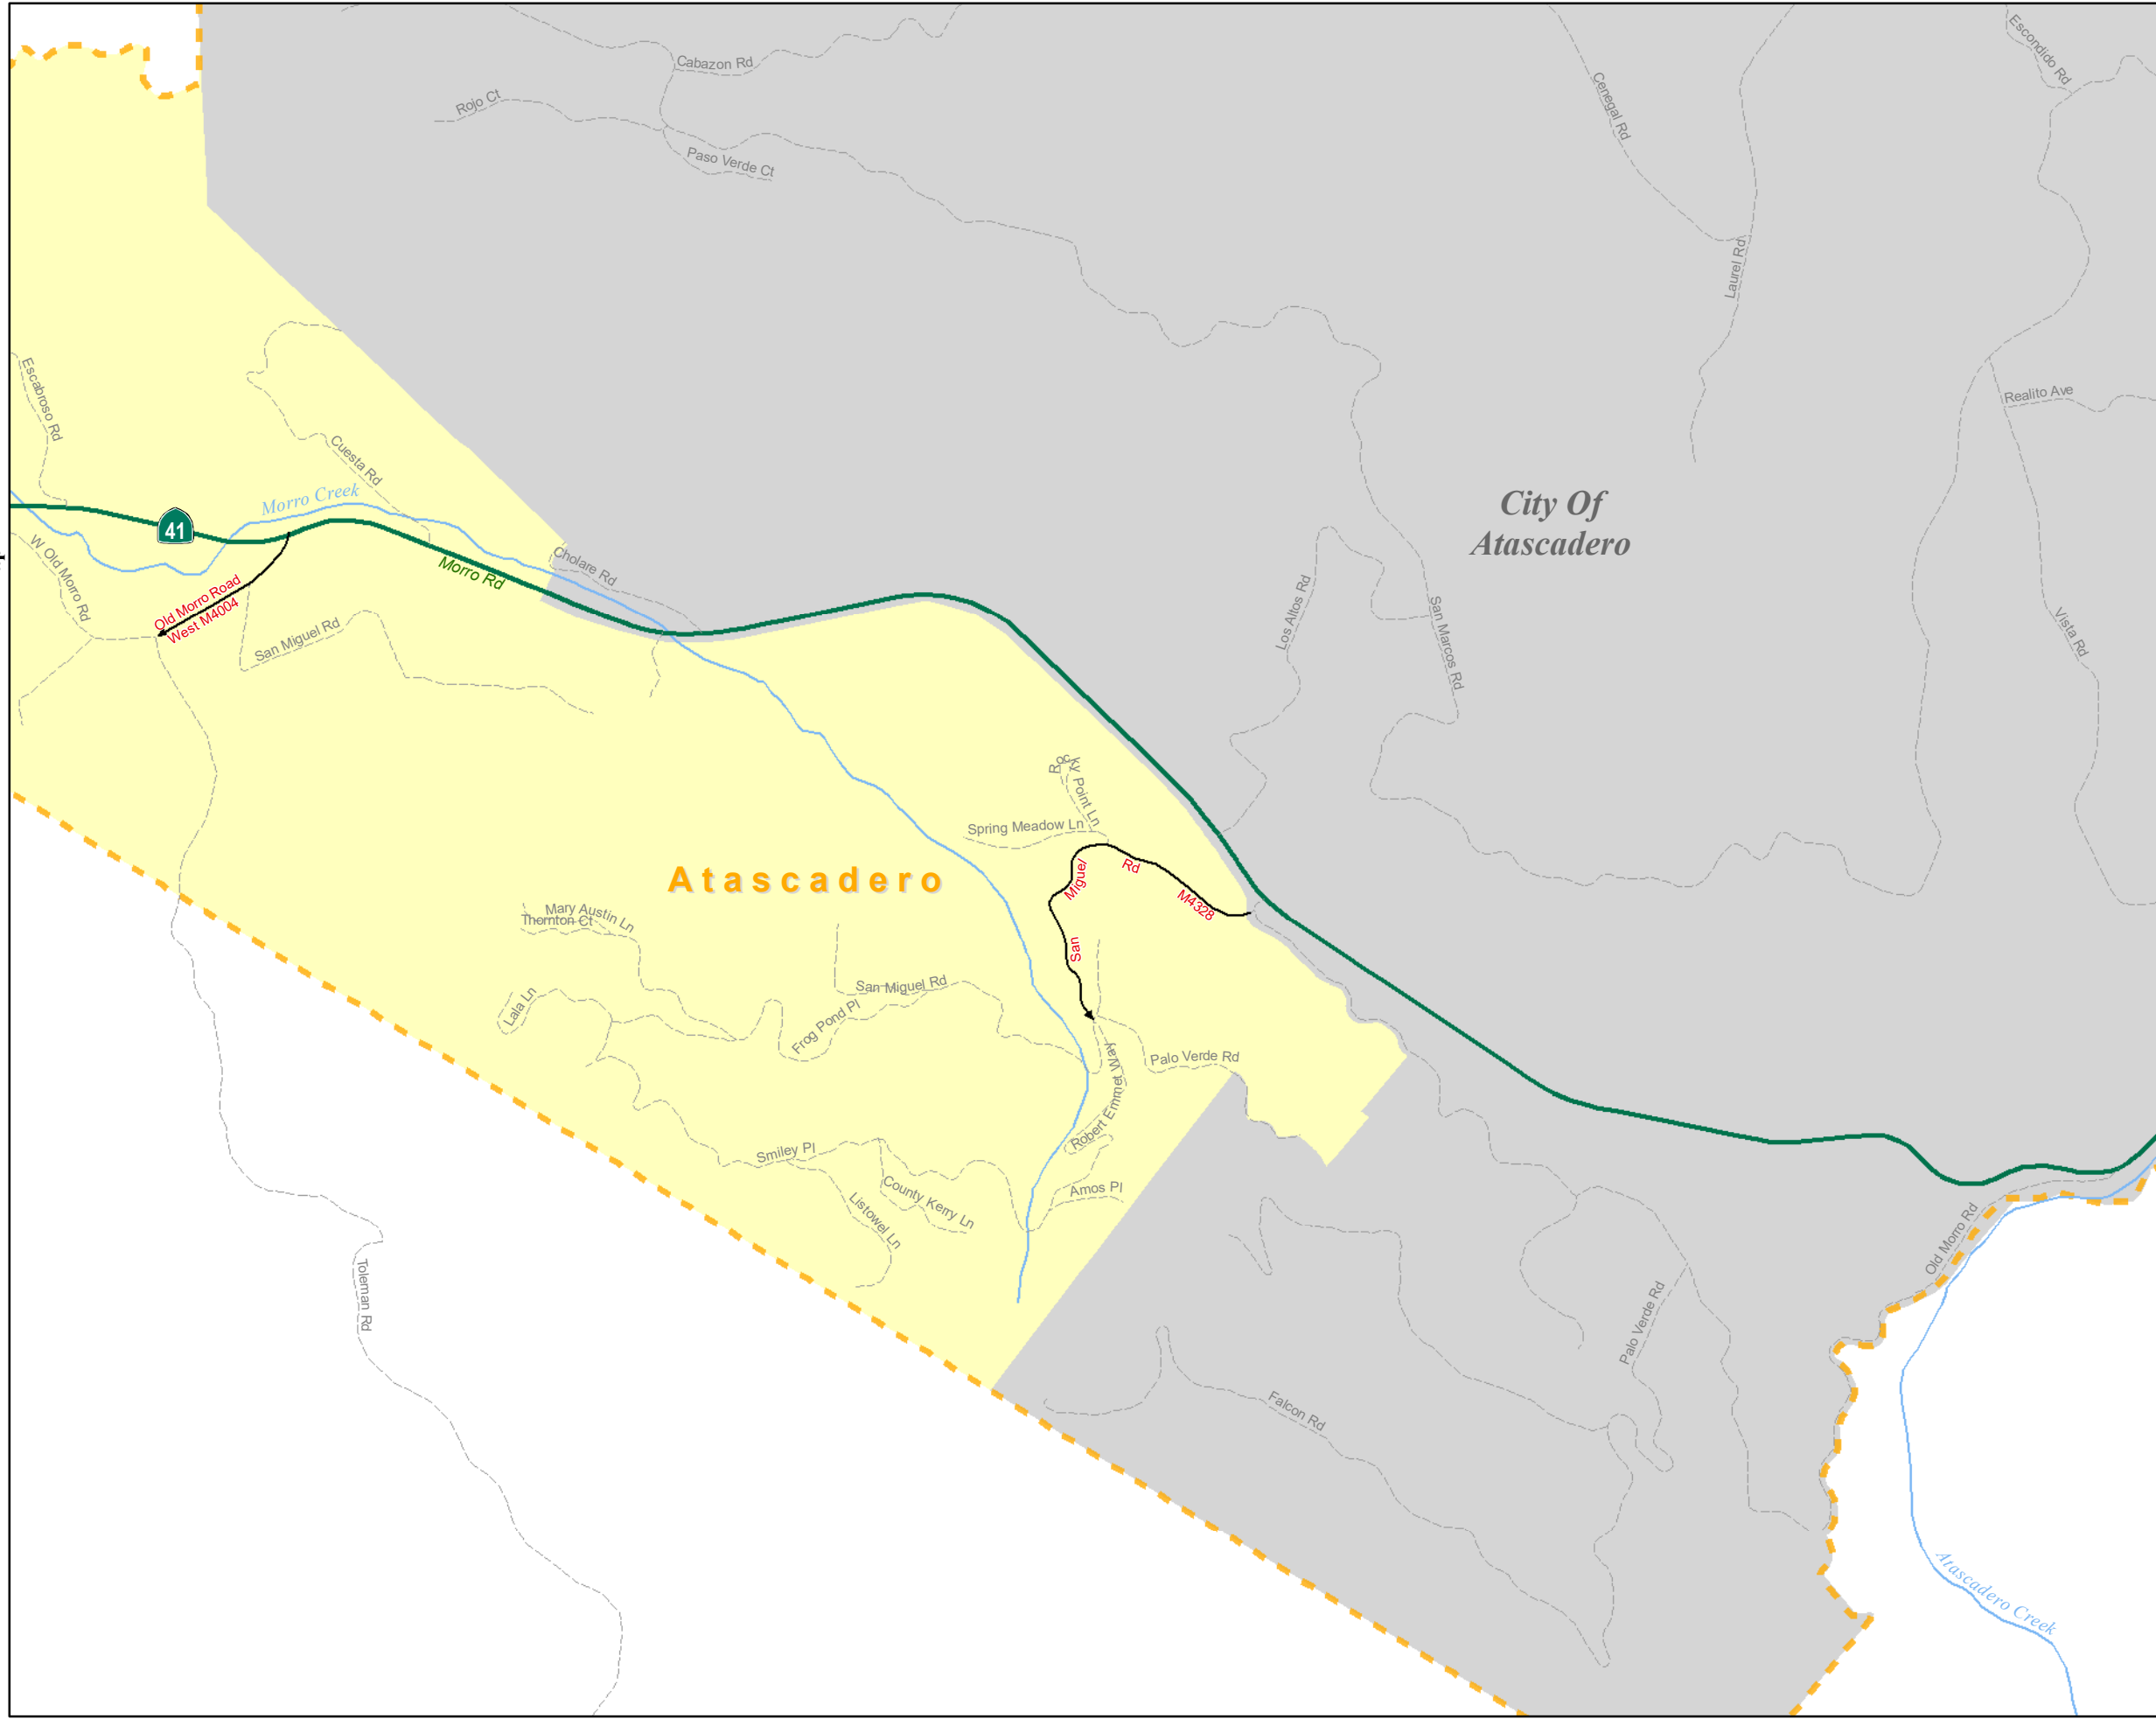 Escondido Rd
Cabazon Rd
Cenegal Rd
Rojo Ct
Paso Verde Ct
Laurel Rd
Escabroso Rd
Realito Ave
Cuesta Rd
Morro Creek
City Of
Atascadero
41
W Old Morro Rd
Morro Rd
Cholare Rd
Old Morro Road
West M4004
San Miguel Rd
Los Altos Rd
San Marcos Rd
Vista Rd
Rocky Point Ln
Spring Meadow Ln
San Miguel Rd M4328
Atascadero
Mary Austin Ln
Thornton Ct
San Miguel Rd
Lala Ln
Frog Pond Pl
Palo Verde Rd
Robert Emmet Way
Smiley Pl
County Kerry Ln
Amos Pl
Listowel Ln
Old Morro Rd
Toleman Rd
Palo Verde Rd
Falcon Rd
Atascadero Creek